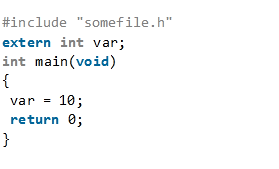 #include "somefile.h"
extern int var;
int main(void)
{
 var = 10;
 return 0;
}